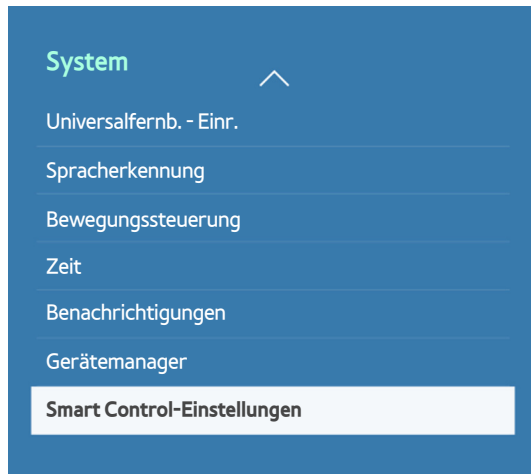 System
Universalfernb. - Einr.
Spracherkennung
Bewegungssteuerung
Zeit
Benachrichtigungen
Gerätemanager
Smart Control-Einstellungen